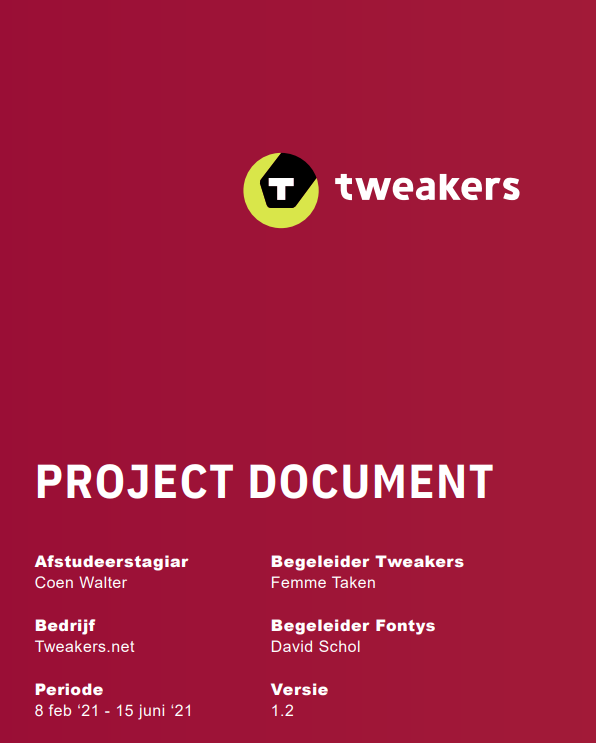 T tweakers
PROJECT DOCUMENT
Afstudeerstagiar
Coen Walter
Begeleider Tweakers
Femme Taken
Bedrijf
Tweakers.net
Begeleider Fontys
David Schol
Periode
8 feb ‘21 - 15 juni ‘21
Versie
1.2